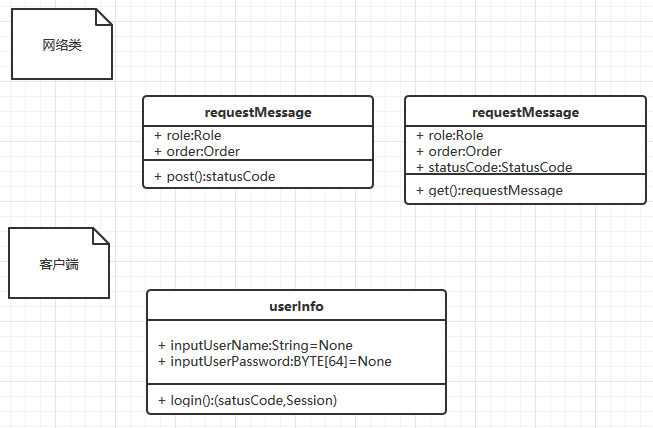 网络类
requestMessage
+ role:Role
+ order:Order
+ post():statusCode
requestMessage
+ role:Role
+ order:Order
+ statusCode:StatusCode
+ get():requestMessage
客户端
userInfo
+ inputUserName:String=None
+ inputUserPassword:BYTE[64]=None
+ login():(satusCode,Session)